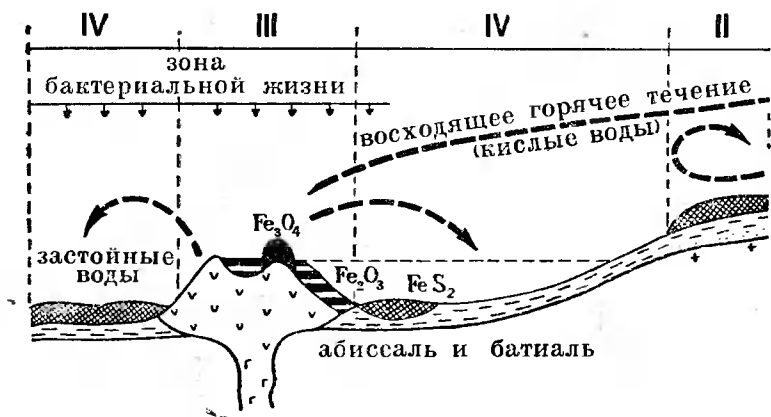 IV III IV II
зона
бактериальной жизни
восходящее горячее течение
(кислые воды)
Fe₃O₄
застойные
воды
Fe₂O₃ FeS₂
абиссаль и батиаль